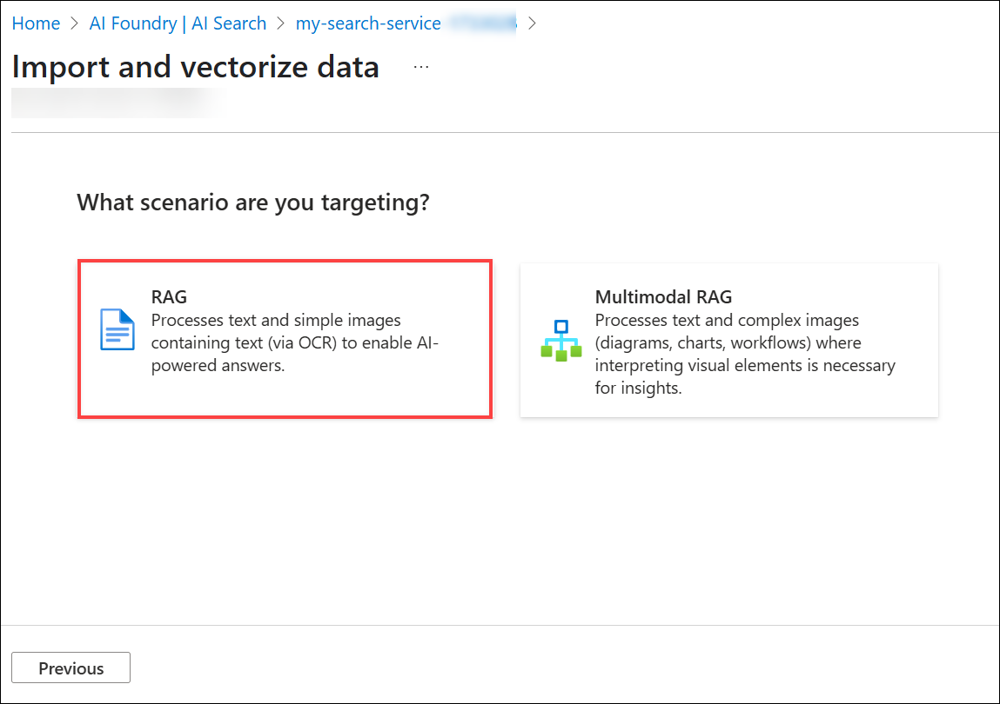 Home > AI Foundry | AI Search > my-search-service >
Import and vectorize data ...
What scenario are you targeting?
RAG
Processes text and simple images
containing text (via OCR) to enable AI-
powered answers.
Multimodal RAG
Processes text and complex images
(diagrams, charts, workflows) where
interpreting visual elements is necessary
for insights.
Previous